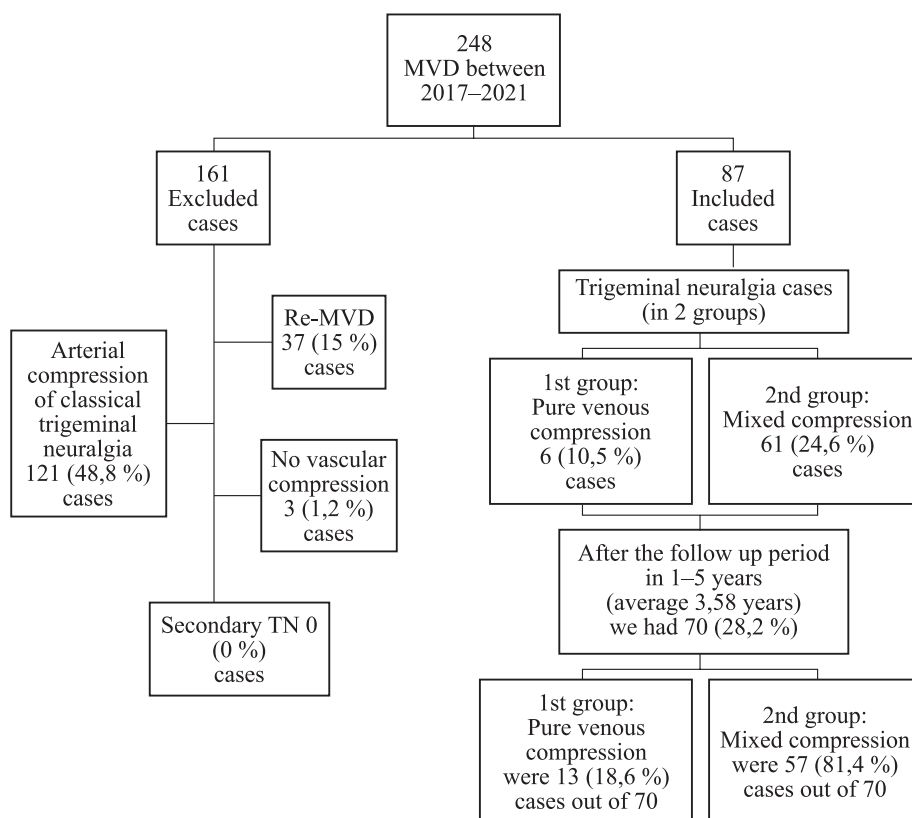 248
MVD between
2017–2021
161
Excluded
cases
87
Included
cases
Re-MVD
37 (15 %)
cases
Arterial
compression
of classical
trigeminal
neuralgia
121 (48,8 %)
cases
No vascular
compression
3 (1,2 %)
cases
Secondary TN 0
(0 %)
cases
Trigeminal neuralgia cases
(in 2 groups)
1st group:
Pure venous
compression
6 (10,5 %)
cases
2nd group:
Mixed compression
61 (24,6 %)
cases
After the follow up period
in 1–5 years
(average 3,58 years)
we had 70 (28,2 %)
1st group:
Pure venous
compression
were 13 (18,6 %)
cases out of 70
2nd group:
Mixed compression
were 57 (81,4 %)
cases out of 70